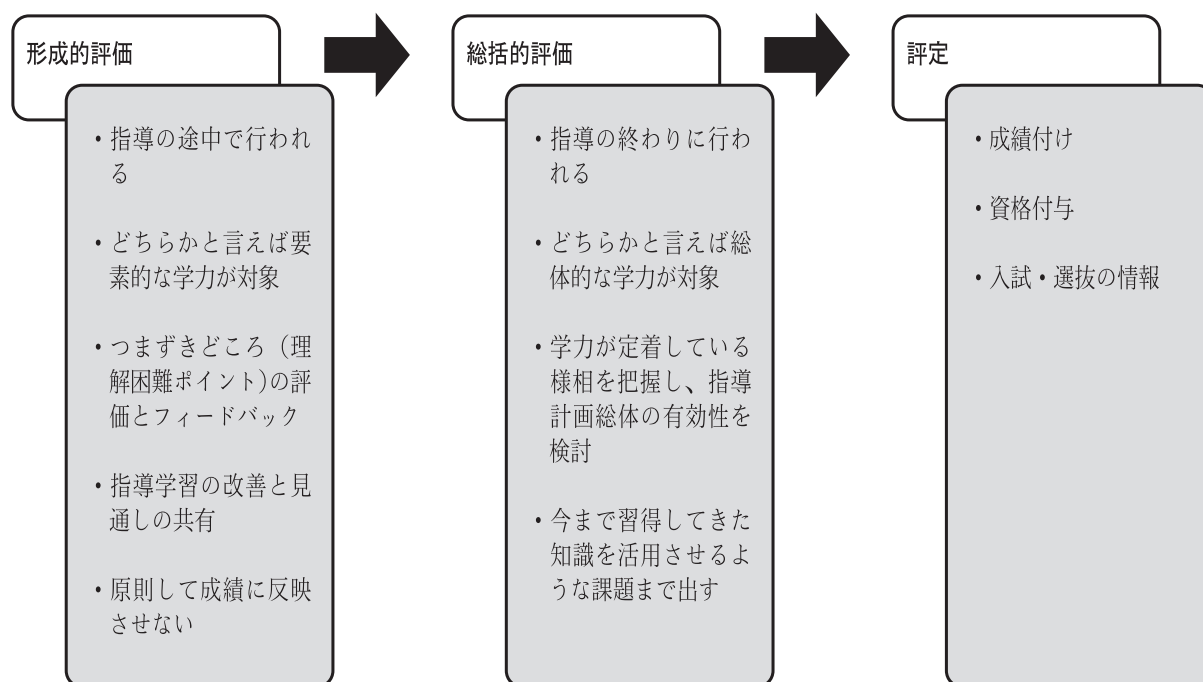 形成的評価
・指導の途中で行われ
る
・どちらかと言えば要
素的な学力が対象
・つまずきどころ（理
解困難ポイント）の評
価とフィードバック
・指導学習の改善と見
通しの共有
・原則して成績に反映
させない
総括的評価
・指導の終わりに行わ
れる
・どちらかと言えば総
体的な学力が対象
・学力が定着している
様相を把握し、指導
計画総体の有効性を
検討
・今まで習得してきた
知識を活用させるよ
うな課題まで出す
評定
・成績付け
・資格付与
・入試・選抜の情報